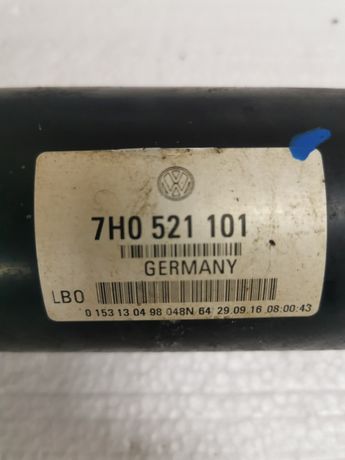 7H0 521 101
GERMANY
LBO
0 153 13 04 98 048N 64 29.09.16 08:00:43